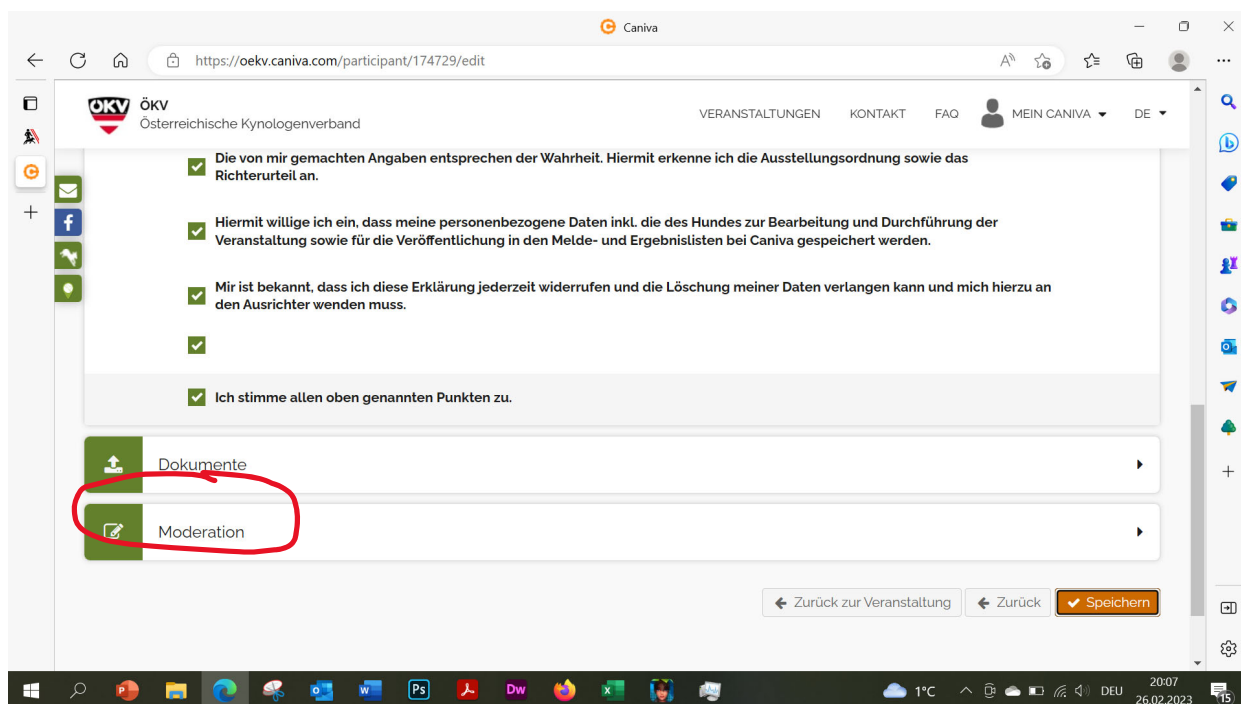 Caniva
https://oekv.caniva.com/participant/174729/edit
ÖKV
ÖKV
Österreichische Kynologenverband
VERANSTALTUNGEN KONTAKT FAQ MEIN CANIVA DE
Die von mir gemachten Angaben entsprechen der Wahrheit. Hiermit erkenne ich die Ausstellungsordnung sowie das
Richterurteil an.
Hiermit willige ich ein, dass meine personenbezogene Daten inkl. die des Hundes zur Bearbeitung und Durchführung der
Veranstaltung sowie für die Veröffentlichung in den Melde- und Ergebnislisten bei Caniva gespeichert werden.
Mir ist bekannt, dass ich diese Erklärung jederzeit widerrufen und die Löschung meiner Daten verlangen kann und mich hierzu an
den Ausrichter wenden muss.
Ich stimme allen oben genannten Punkten zu.
Dokumente
Moderation
Zurück zur Veranstaltung Zurück Speichern
Ps Dw 1°C DEU 20:07
26.02.2023 15